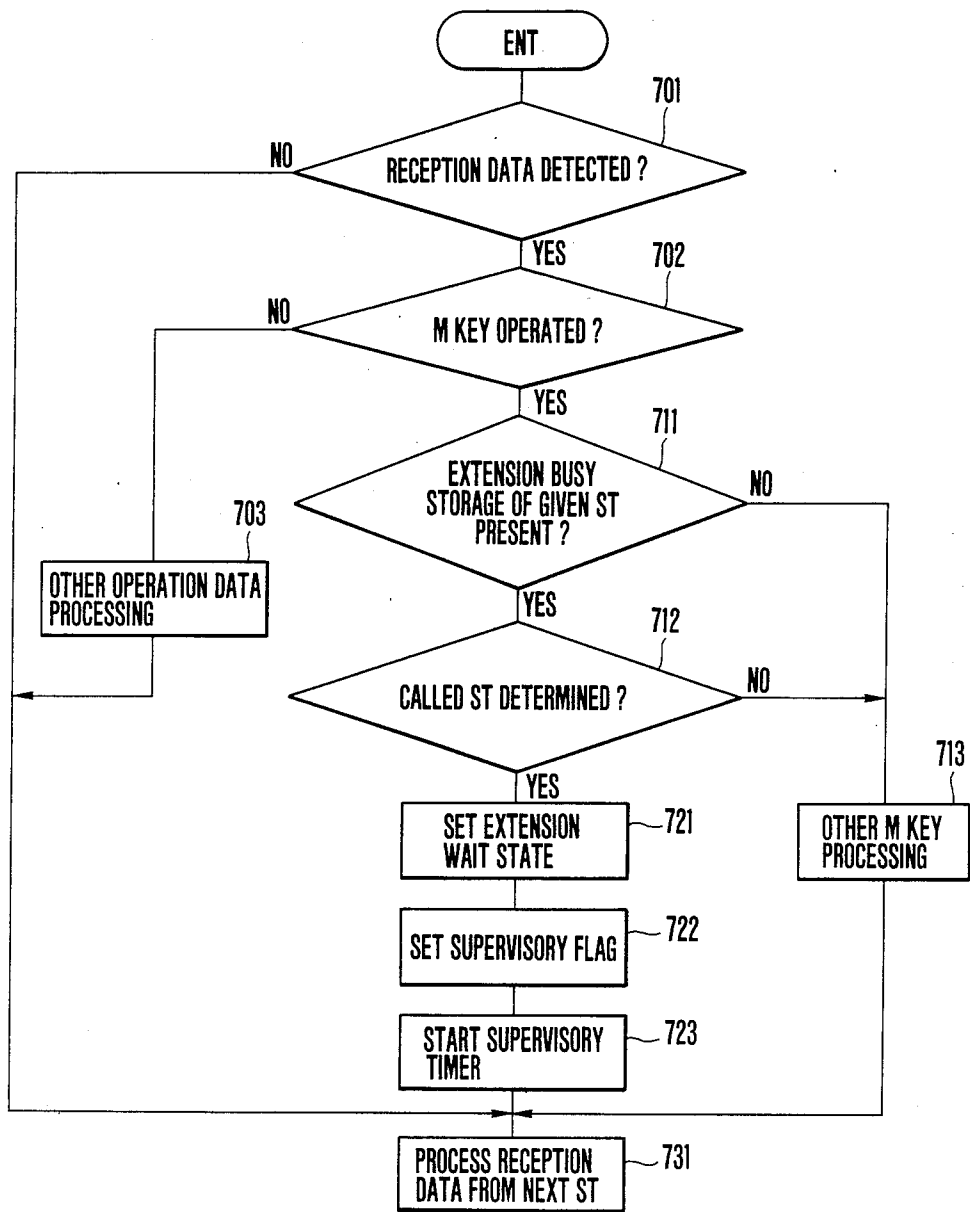 ENT
701
NO
RECEPTION DATA DETECTED ?
YES
702
NO
M KEY OPERATED ?
YES
711
EXTENSION BUSY
STORAGE OF GIVEN ST
PRESENT ?
NO
703
OTHER OPERATION DATA
PROCESSING
YES
712
CALLED ST DETERMINED ?
NO
YES
713
SET EXTENSION
WAIT STATE
721
OTHER M KEY
PROCESSING
SET SUPERVISORY FLAG
722
START SUPERVISORY
TIMER
723
PROCESS RECEPTION
DATA FROM NEXT ST
731